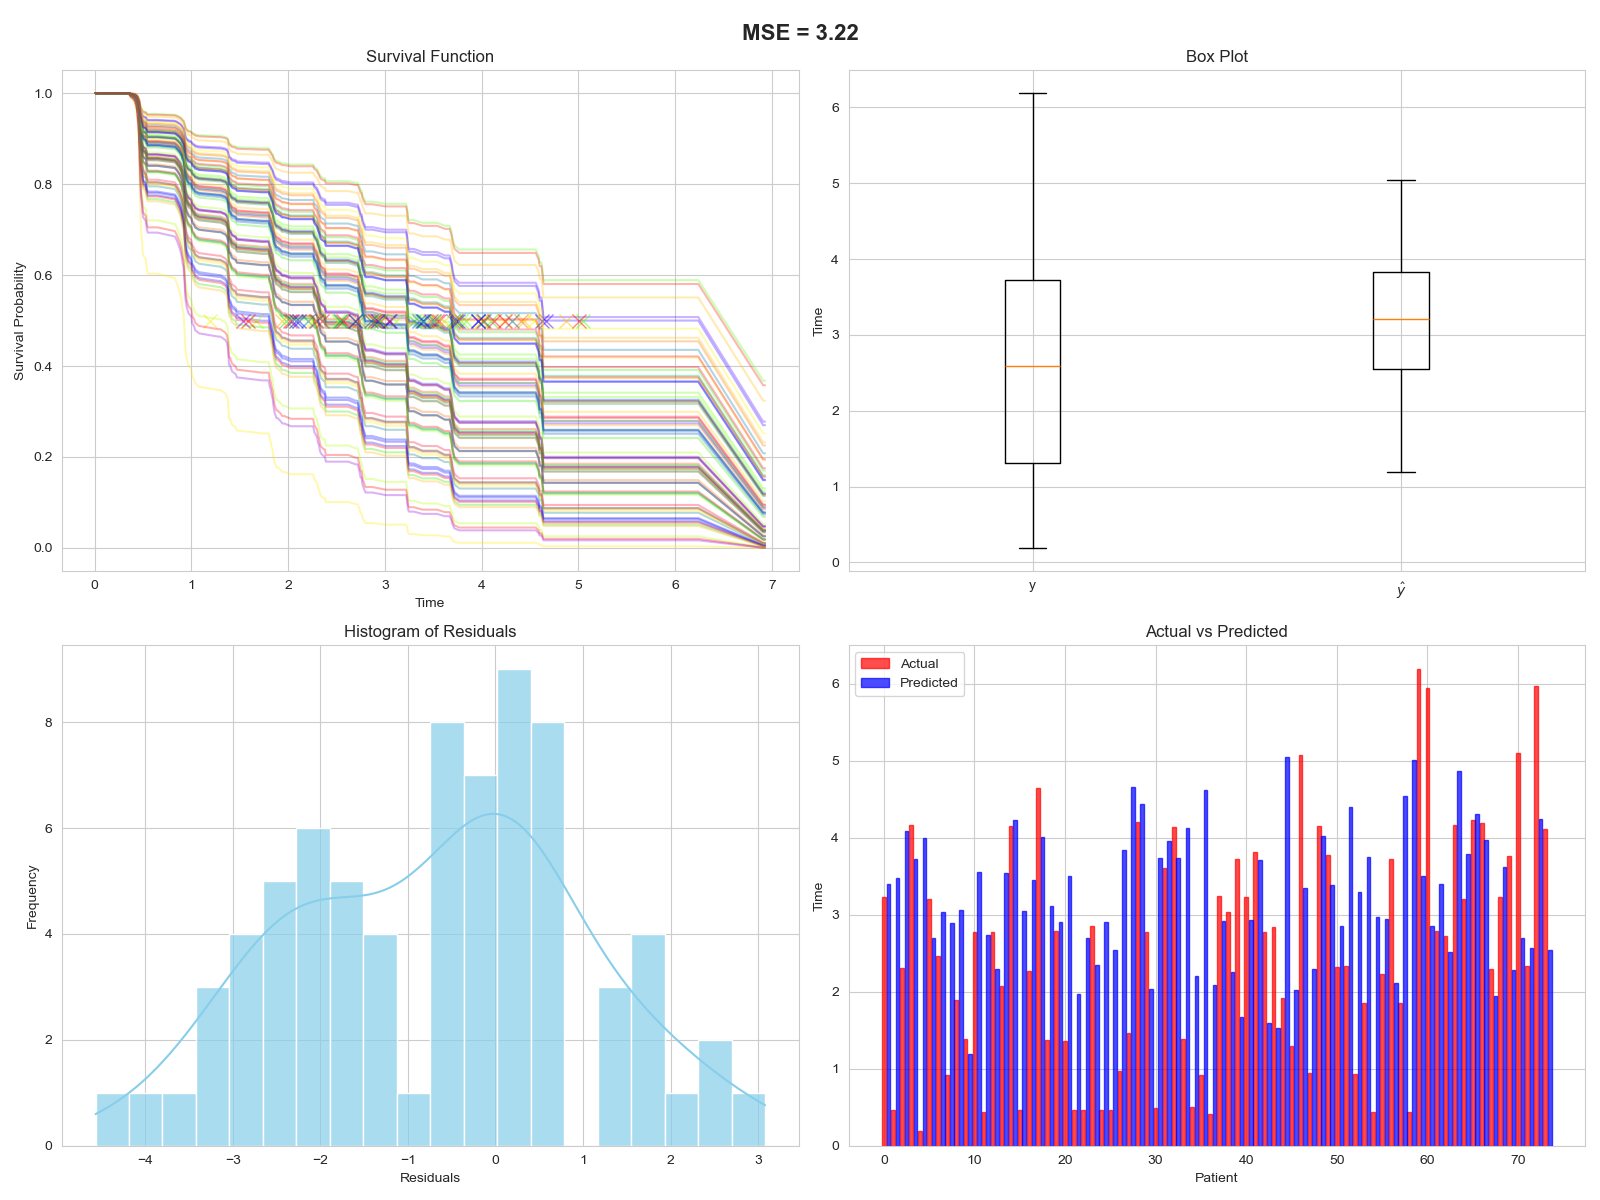 MSE = 3.22
Survival Function
Survival Probability
1.0
0.8
0.6
0.4
0.2
0.0
0 1 2 3 4 5 6 7
Time
Box Plot
Time
6
5
4
3
2
1
0
y ŷ
Histogram of Residuals
Frequency
8
6
4
2
0
−4 −3 −2 −1 0 1 2 3
Residuals
Actual vs Predicted
Actual
Predicted
Time
6
5
4
3
2
1
0
0 10 20 30 40 50 60 70
Patient